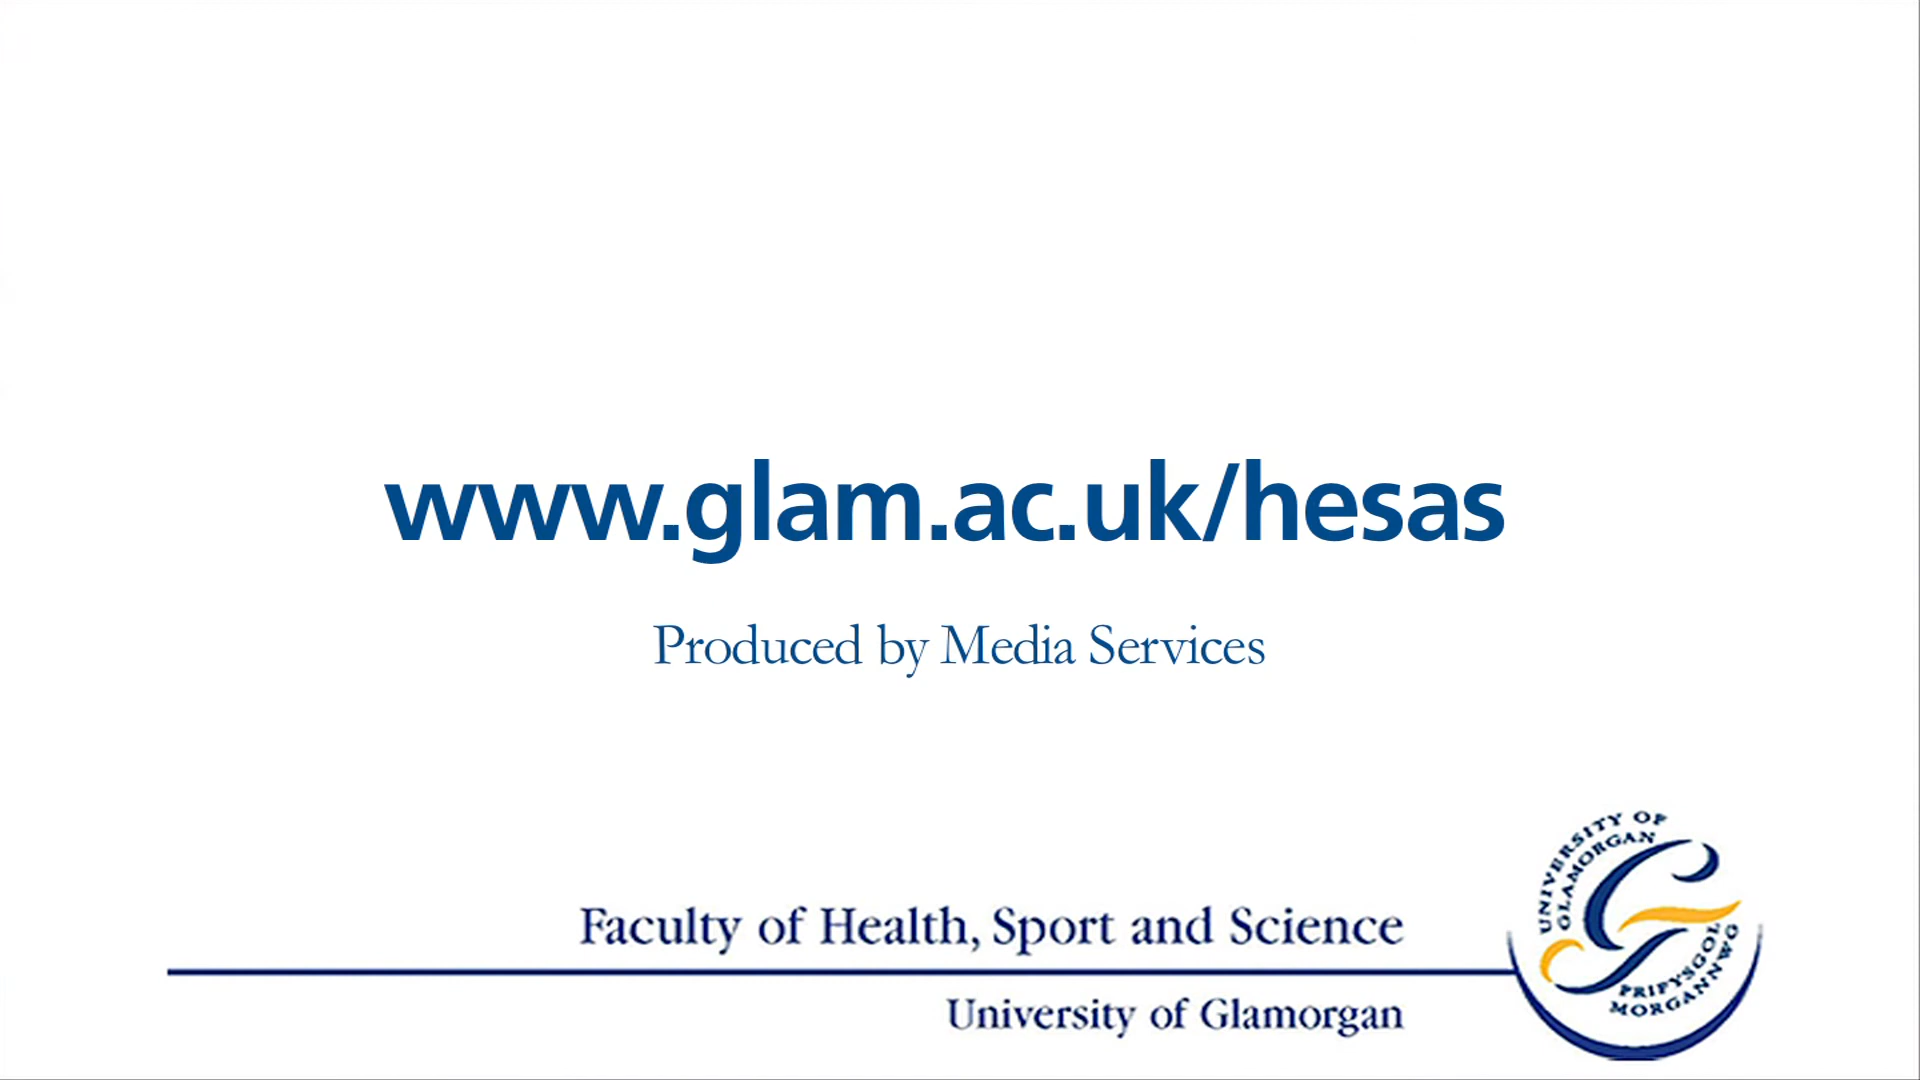 www.glam.ac.uk/hesas
Produced by Media Services
Faculty of Health, Sport and Science
University of Glamorgan
UNIVERSITY OF
GLAMORGAN
PRIFYSGOL
MORGANNWG